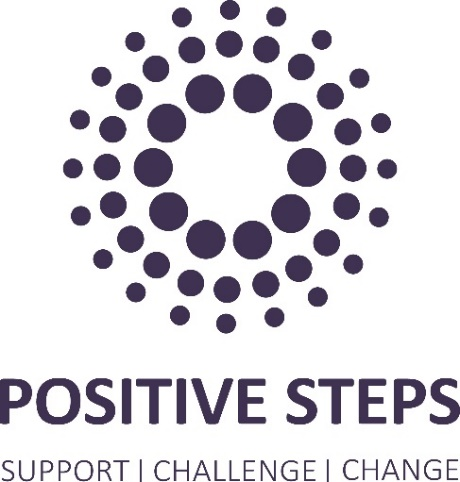 POSITIVE STEPS
SUPPORT | CHALLENGE | CHANGE